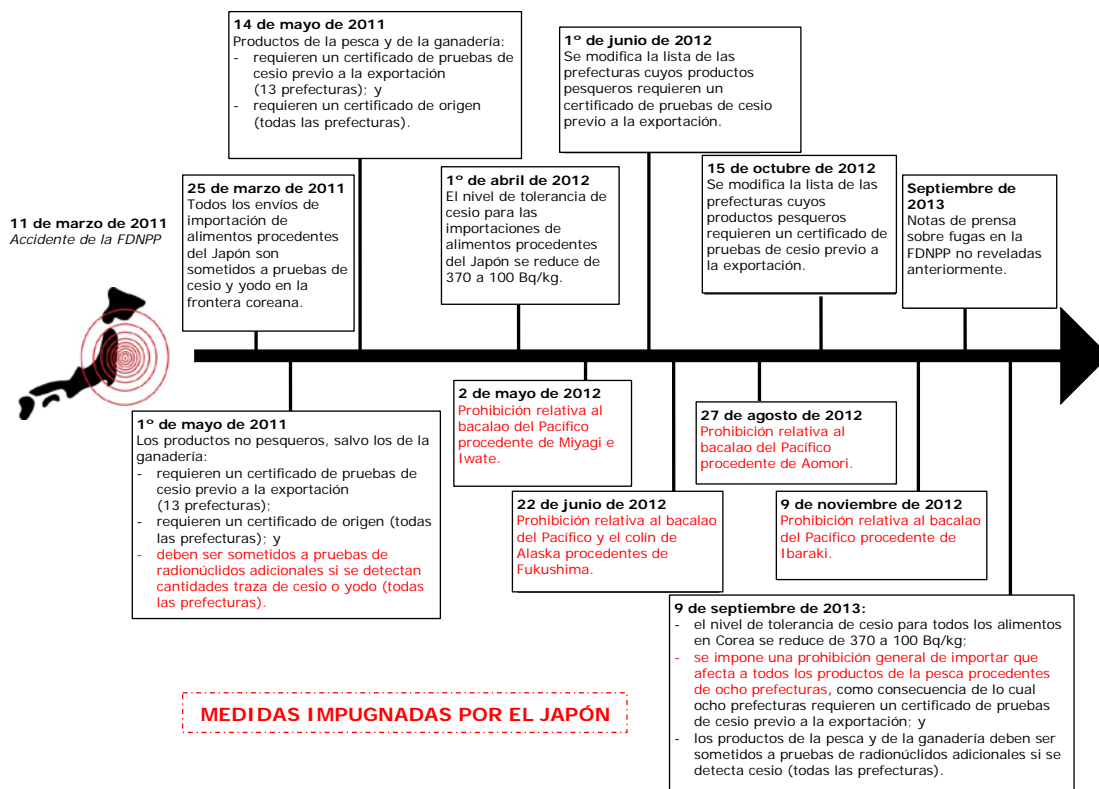 11 de marzo de 2011
Accidente de la FDNPP
25 de marzo de 2011
Todos los envíos de
importación de
alimentos procedentes
del Japón son
sometidos a pruebas de
cesio y yodo en la
frontera coreana.
14 de mayo de 2011
Productos de la pesca y de la ganadería:
- requieren un certificado de pruebas de
cesio previo a la exportación
(13 prefecturas); y
- requieren un certificado de origen
(todas las prefecturas).
1º de abril de 2012
El nivel de tolerancia de
cesio para las
importaciones de
alimentos procedentes
del Japón se reduce de
370 a 100 Bq/kg.
1º de junio de 2012
Se modifica la lista de las
prefecturas cuyos productos
pesqueros requieren un
certificado de pruebas de cesio
previo a la exportación.
15 de octubre de 2012
Se modifica la lista de las
prefecturas cuyos
productos pesqueros
requieren un certificado de
pruebas de cesio previo a
la exportación.
Septiembre de
2013
Notas de prensa
sobre fugas en la
FDNPP no reveladas
anteriormente.
1º de mayo de 2011
Los productos no pesqueros, salvo los de la
ganadería:
- requieren un certificado de pruebas de
cesio previo a la exportación
(13 prefecturas);
- requieren un certificado de origen (todas
las prefecturas); y
- deben ser sometidos a pruebas de
radionúclidos adicionales si se detectan
cantidades traza de cesio o yodo (todas
las prefecturas).
2 de mayo de 2012
Prohibición relativa al
bacalao del Pacífico
procedente de Miyagi e
Iwate.
22 de junio de 2012
Prohibición relativa al bacalao
del Pacífico y el colín de
Alaska procedentes de
Fukushima.
27 de agosto de 2012
Prohibición relativa al
bacalao del Pacífico
procedente de Aomori.
9 de noviembre de 2012
Prohibición relativa al bacalao
del Pacífico procedente de
Ibaraki.
9 de septiembre de 2013:
- el nivel de tolerancia de cesio para todos los alimentos
en Corea se reduce de 370 a 100 Bq/kg;
- se impone una prohibición general de importar que
afecta a todos los productos de la pesca procedentes
de ocho prefecturas, como consecuencia de lo cual
ocho prefecturas requieren un certificado de pruebas
de cesio previo a la exportación; y
- los productos de la pesca y de la ganadería deben ser
sometidos a pruebas de radionúclidos adicionales si se
detecta cesio (todas las prefecturas).
MEDIDAS IMPUGNADAS POR EL JAPÓN